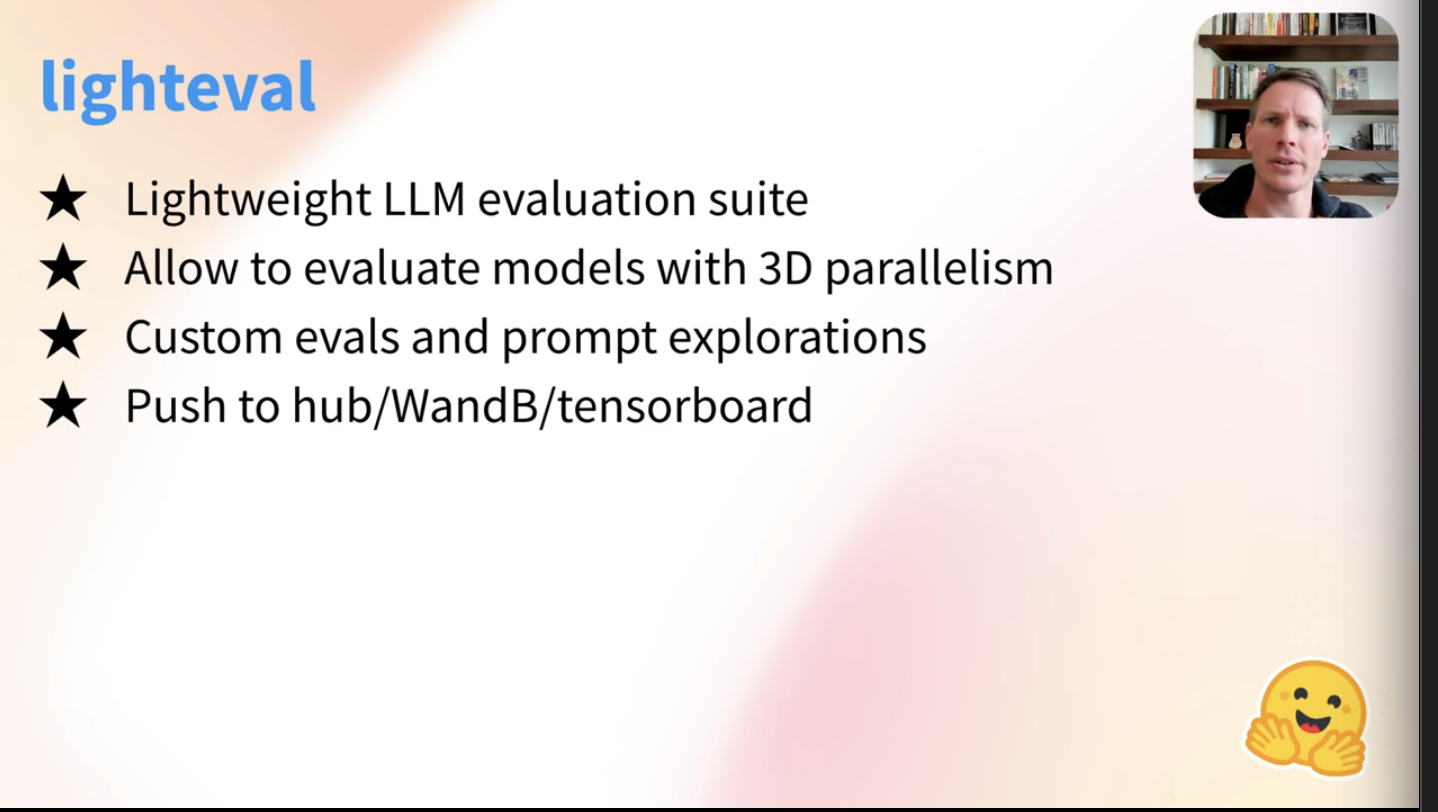 lighteval
★ Lightweight LLM evaluation suite
★ Allow to evaluate models with 3D parallelism
★ Custom evals and prompt explorations
★ Push to hub/WandB/tensorboard